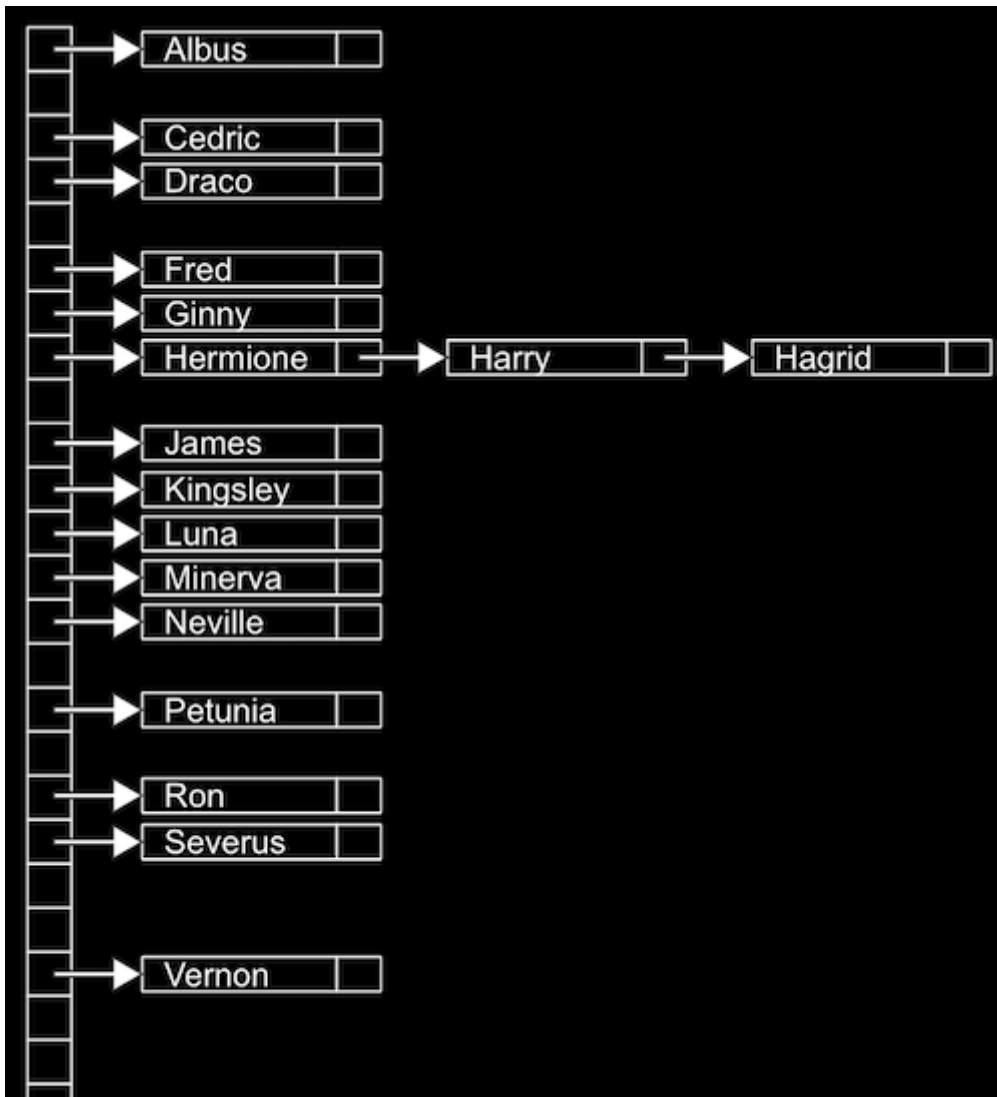 Albus
Cedric
Draco
Fred
Ginny
Hermione Harry Hagrid
James
Kingsley
Luna
Minerva
Neville
Petunia
Ron
Severus
Vernon